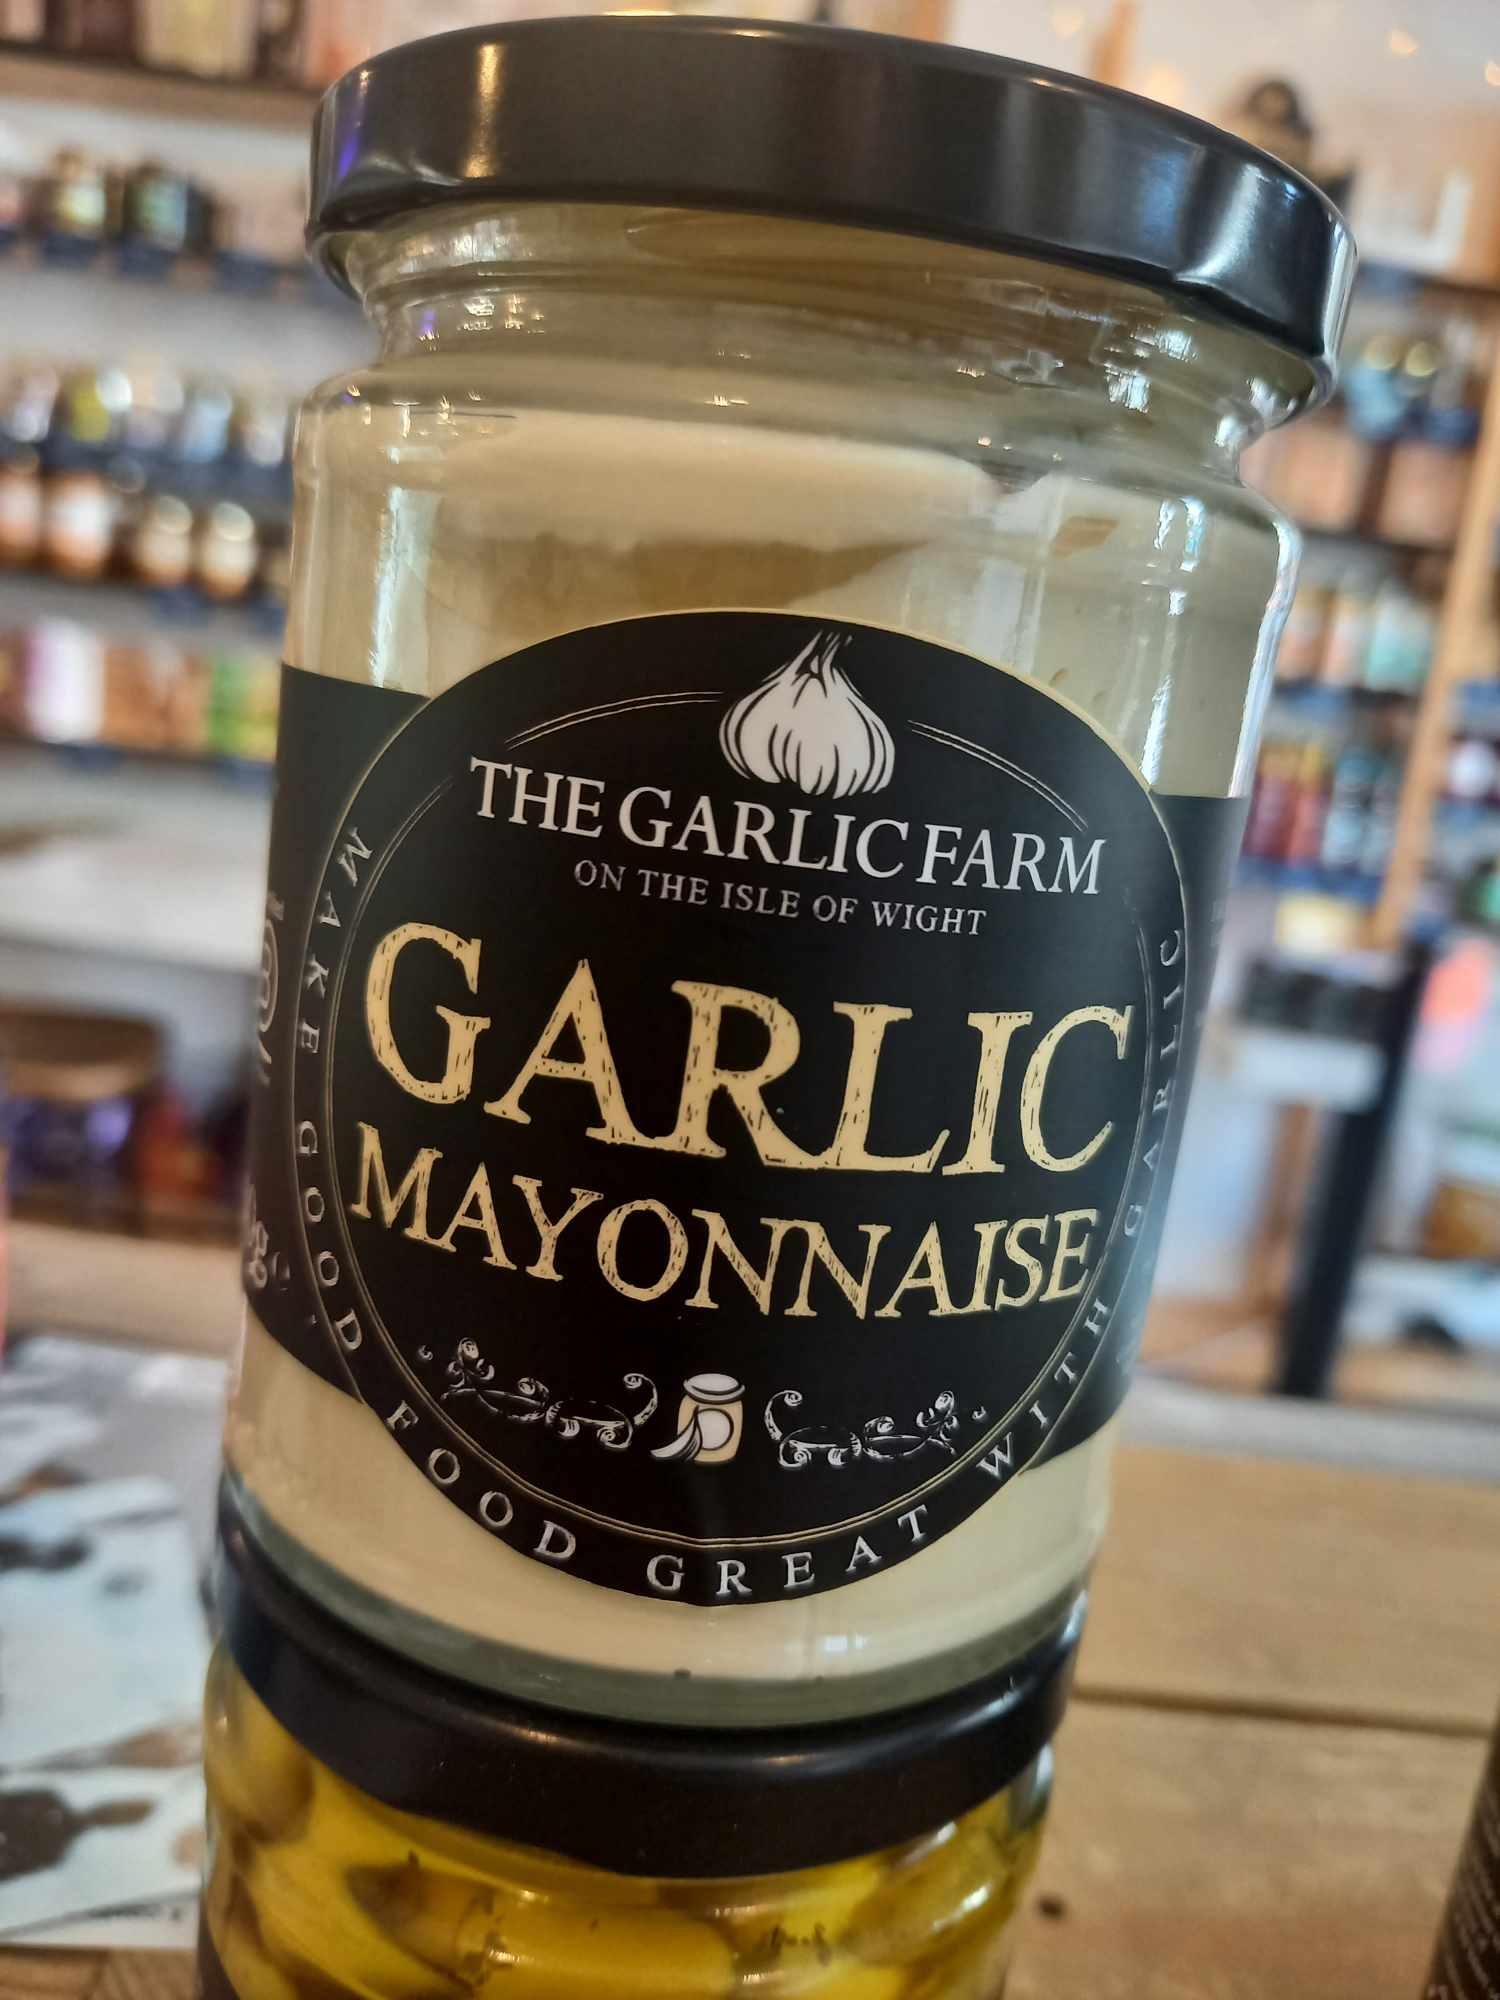 THE GARLIC FARM
ON THE ISLE OF WIGHT
GARLIC
MAYONNAISE
MAKE GOOD FOOD GREAT WITH GARLIC